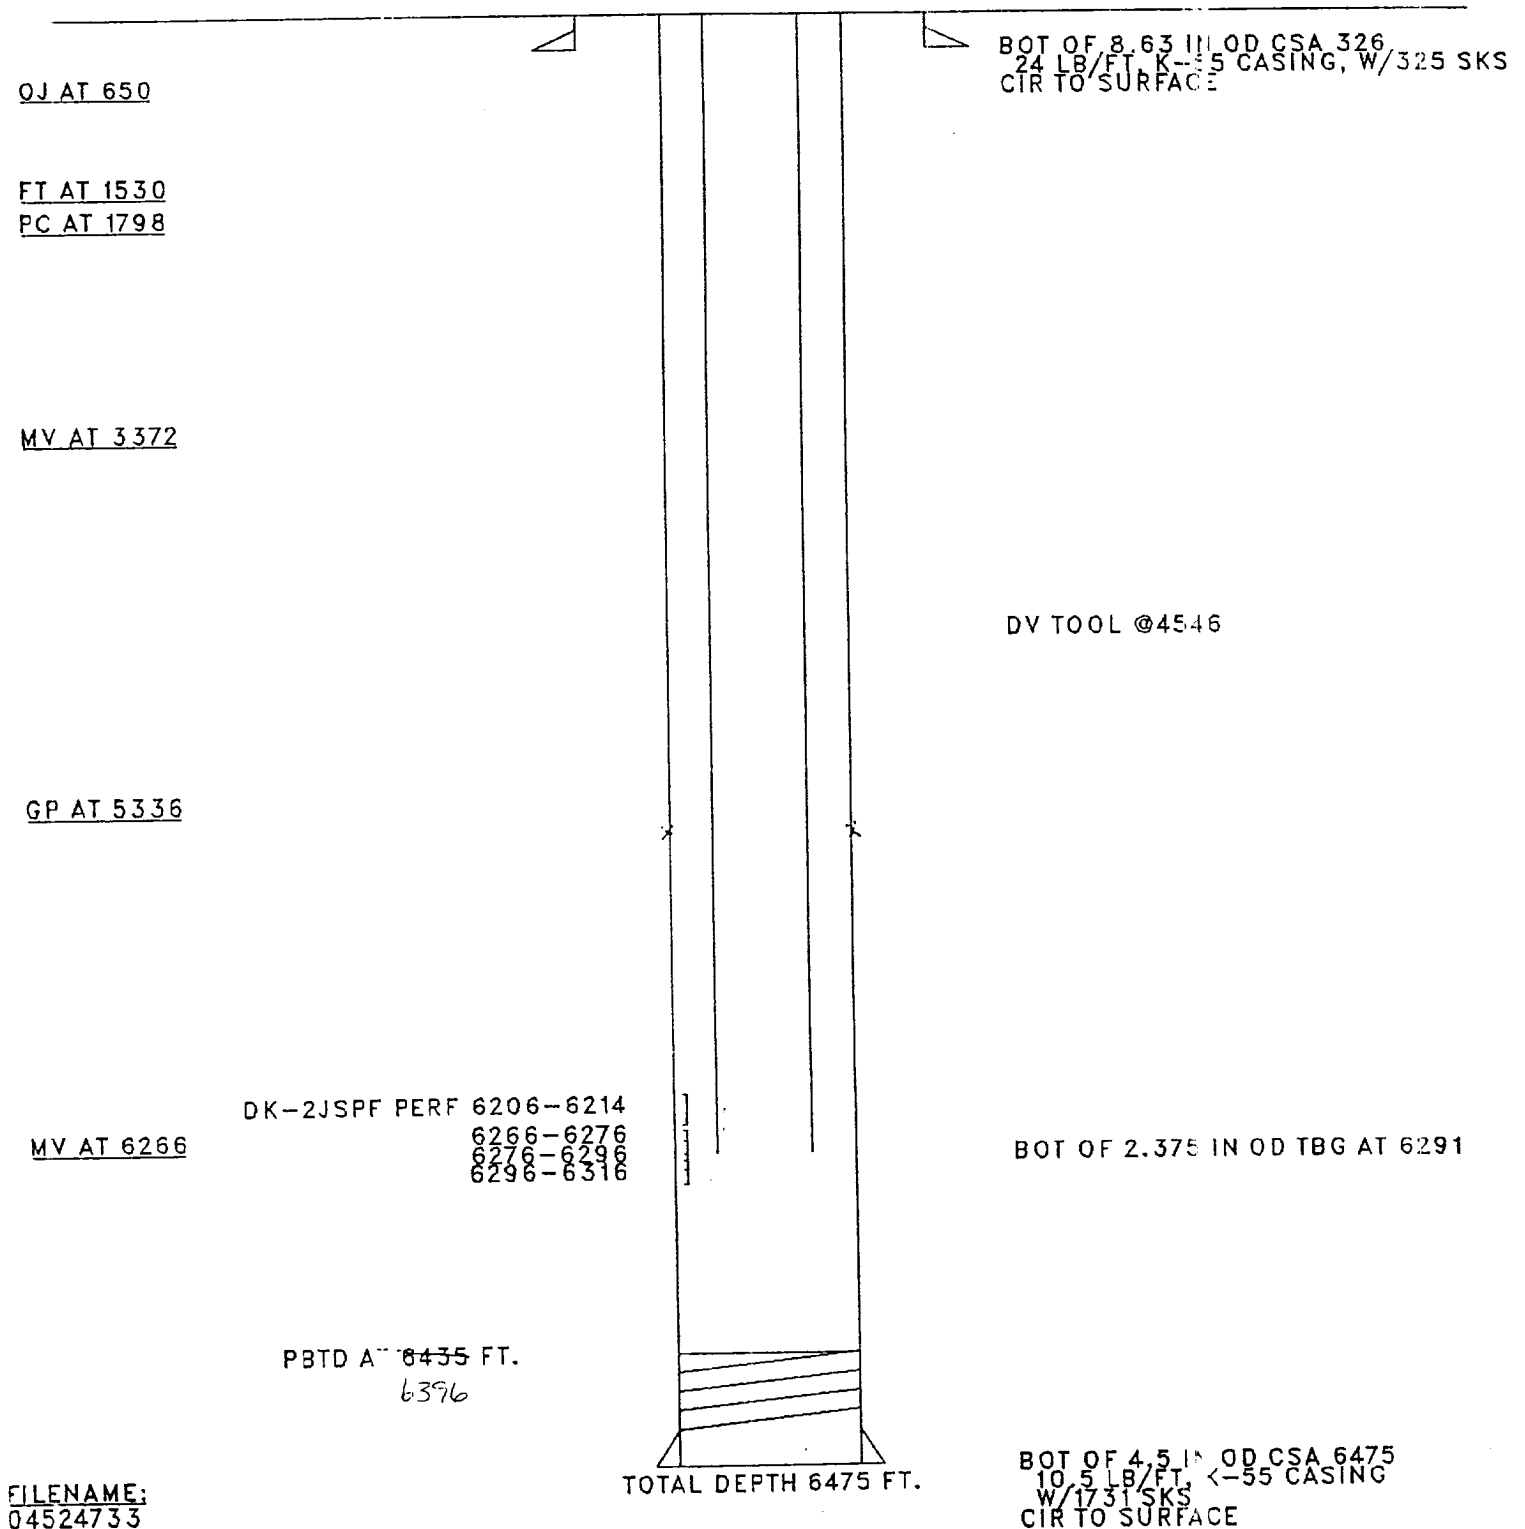 BOT OF 8.63 IN OD CSA 326
24 LB/FT, K-55 CASING, W/325 SKS
CIR TO SURFACE
OJ AT 650
FT AT 1530
PC AT 1798
MV AT 3372
DV TOOL @4546
GP AT 5336
DK-2JSPF PERF 6206-6214
6266-6276
6276-6296
6296-6316
MV AT 6266
BOT OF 2.375 IN OD TBG AT 6291
PBTD AT 6435 FT.
6396
TOTAL DEPTH 6475 FT.
BOT OF 4.5 IN OD CSA 6475
10.5 LB/FT, K-55 CASING
W/1731 SKS
CIR TO SURFACE
FILENAME:
04524733